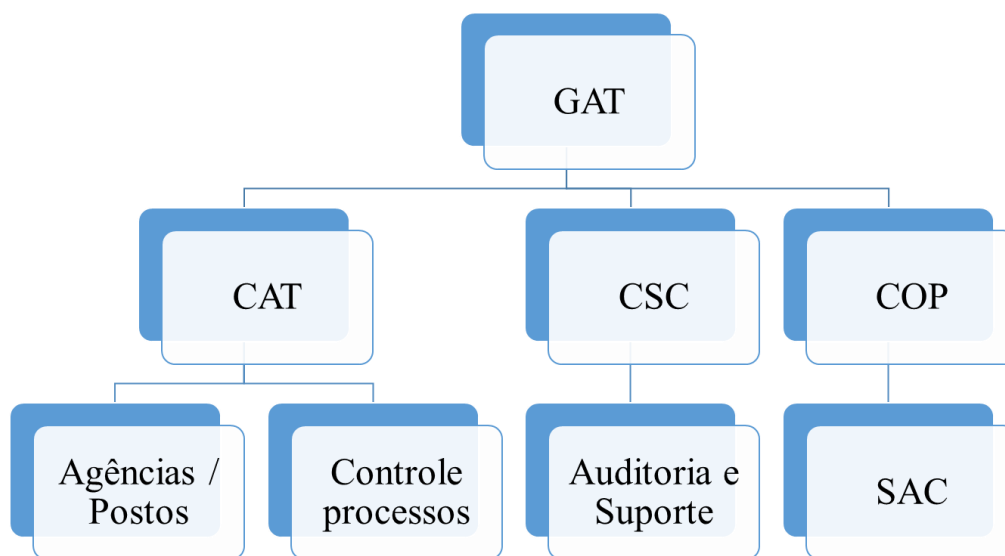 GAT
CAT
CSC
COP
Agências /
Postos
Controle
processos
Auditoria e
Suporte
SAC